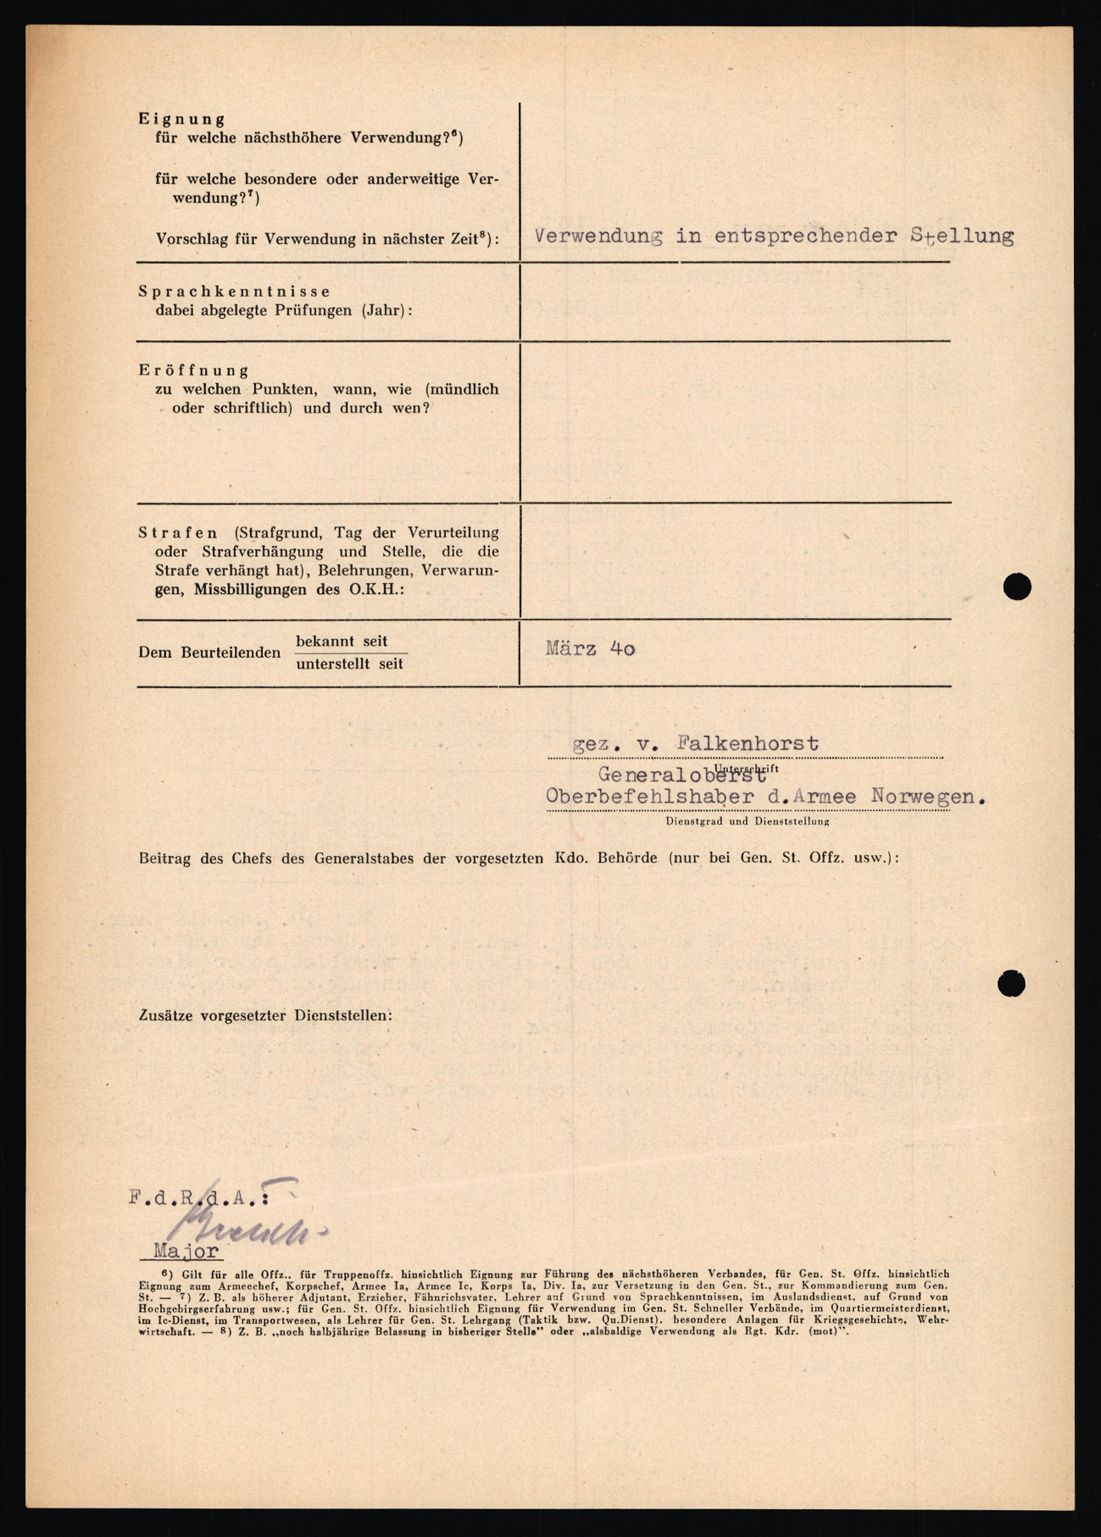 Eignung
für welche nächsthöhere Verwendung?⁶)
für welche besondere oder anderweitige Ver-
wendung?⁷)
Vorschlag für Verwendung in nächster Zeit⁸): Verwendung in entsprechender Stellung
Sprachkenntnisse
dabei abgelegte Prüfungen (Jahr):
Eröffnung
zu welchen Punkten, wann, wie (mündlich
oder schriftlich) und durch wen?
Strafen (Strafgrund, Tag der Verurteilung
oder Strafverhängung und Stelle, die die
Strafe verhängt hat), Belehrungen, Verwarun-
gen, Missbilligungen des O.K.H.:
Dem Beurteilenden bekannt seit
unterstellt seit
März 4o
gez. v. Falkenhorst
Unterschrift
Generaloberst
Oberbefehlshaber d.Armee Norwegen.
Dienstgrad und Dienststellung
Beitrag des Chefs des Generalstabes der vorgesetzten Kdo. Behörde (nur bei Gen. St. Offz. usw.):
Zusätze vorgesetzter Dienststellen:
F.d.R.d.A.:
Major
⁶) Gilt für alle Offz., für Truppenoffz. hinsichtlich Eignung zur Führung des nächsthöheren Verbandes, für Gen. St. Offz. hinsichtlich
Eignung zum Armeechef, Korpschef, Armee Ia, Armee Ic, Korps Ia, Div. Ia, zur Versetzung in den Gen. St., zur Kommandierung zum Gen.
St. — ⁷) Z. B. als höherer Adjutant, Erzieher, Fähnrichsvater, Lehrer auf Grund von Sprachkenntnissen, im Auslandsdienst, auf Grund von
Hochgebirgserfahrung usw.; für Gen. St. Offz. hinsichtlich Eignung für Verwendung im Gen. St. Schneller Verbände, im Quartiermeisterdienst,
im Ic-Dienst, im Transportwesen, als Lehrer für Gen. St. Lehrgang (Taktik bzw. Qu.Dienst), besondere Anlagen für Kriegsgeschichte, Wehr-
wirtschaft. — ⁸) Z. B. „noch halbjährige Belassung in bisheriger Stelle" oder „alsbaldige Verwendung als Rgt. Kdr. (mot)".